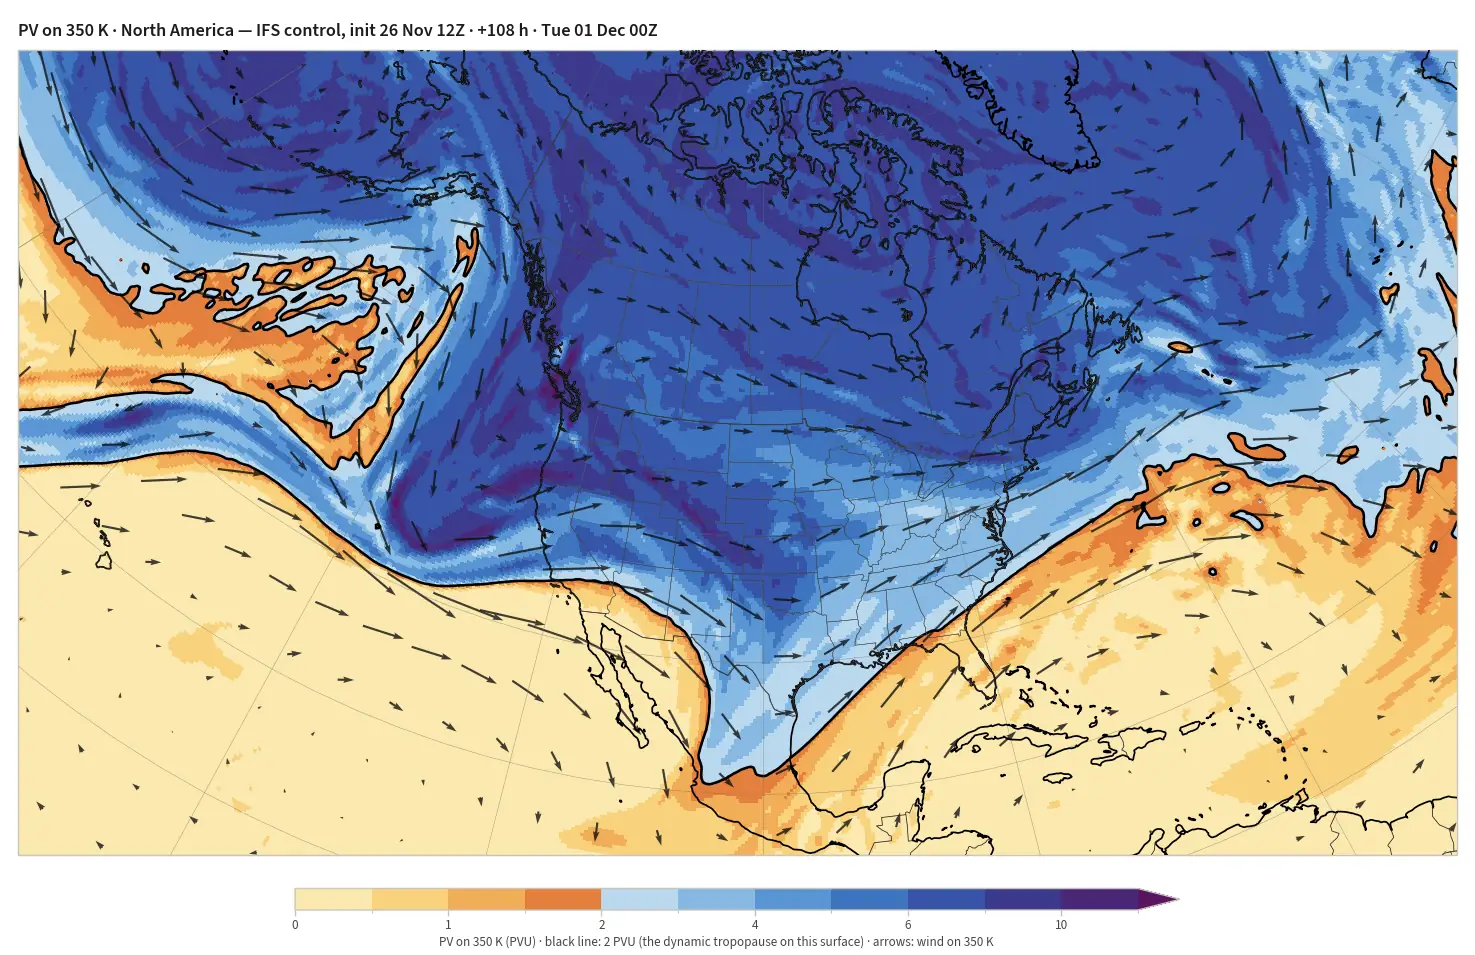 PV on 350 K · North America — IFS control, init 26 Nov 12Z · +108 h · Tue 01 Dec 00Z
0 1 2 4 6 10
PV on 350 K (PVU) · black line: 2 PVU (the dynamic tropopause on this surface) · arrows: wind on 350 K